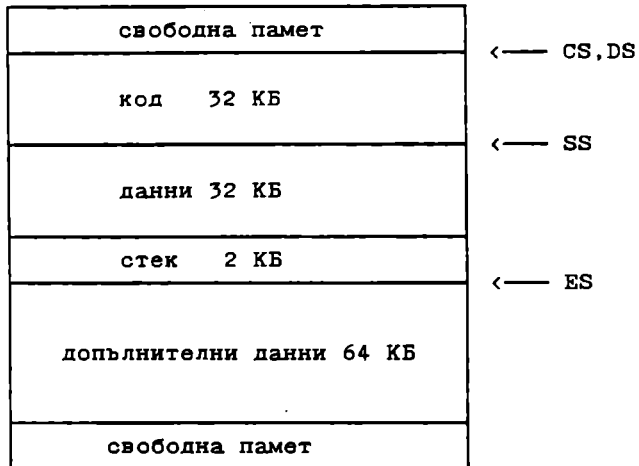 свободна памет
<—— CS,DS
код 32 КБ
<—— SS
данни 32 КБ
стек 2 КБ
<—— ES
допълнителни данни 64 КБ
свободна памет